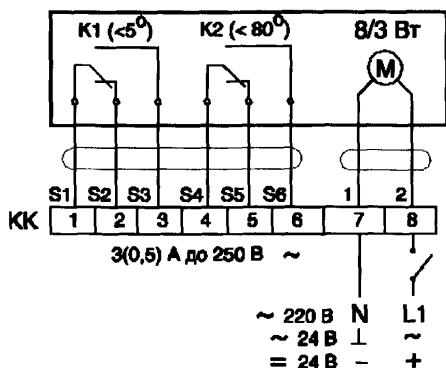 K1 (<5⁰) K2 (< 80⁰) 8/3 Вт
М
S1 S2 S3 S4 S5 S6 1 2
КК 1 2 3 4 5 6 7 8
3(0,5) А до 250 В ~
~ 220 В N L1
~ 24 В ⊥ ~
= 24 В − +